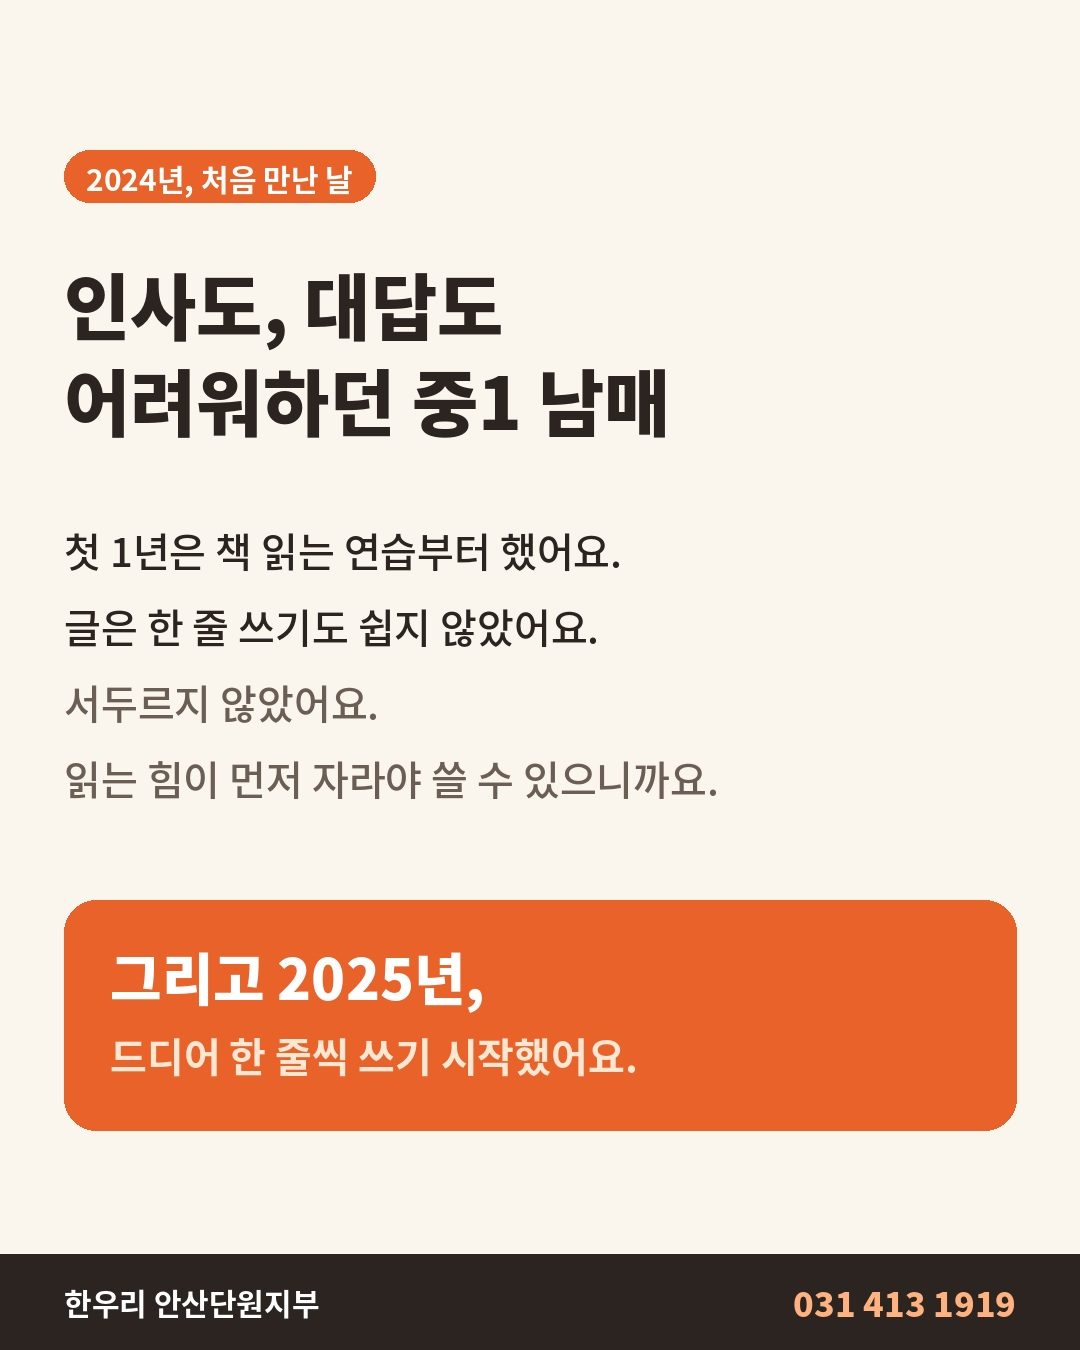 2024년, 처음 만난 날
인사도, 대답도
어려워하던 중1 남매
첫 1년은 책 읽는 연습부터 했어요.
글은 한 줄 쓰기도 쉽지 않았어요.
서두르지 않았어요.
읽는 힘이 먼저 자라야 쓸 수 있으니까요.
그리고 2025년,
드디어 한 줄씩 쓰기 시작했어요.
한우리 안산단원지부
031 413 1919